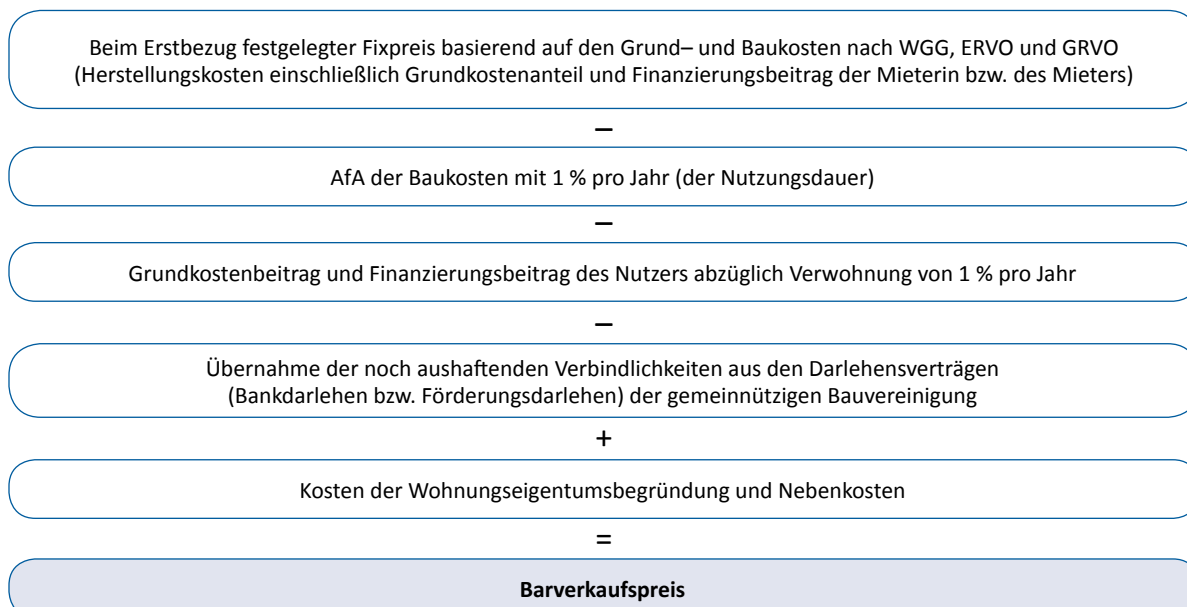 Beim Erstbezug festgelegter Fixpreis basierend auf den Grund– und Baukosten nach WGG, ERVO und GRVO
(Herstellungskosten einschließlich Grundkostenanteil und Finanzierungsbeitrag der Mieterin bzw. des Mieters)
–
AfA der Baukosten mit 1 % pro Jahr (der Nutzungsdauer)
–
Grundkostenbeitrag und Finanzierungsbeitrag des Nutzers abzüglich Verwohnung von 1 % pro Jahr
–
Übernahme der noch aushaftenden Verbindlichkeiten aus den Darlehensverträgen
(Bankdarlehen bzw. Förderungsdarlehen) der gemeinnützigen Bauvereinigung
+
Kosten der Wohnungseigentumsbegründung und Nebenkosten
=
Barverkaufspreis